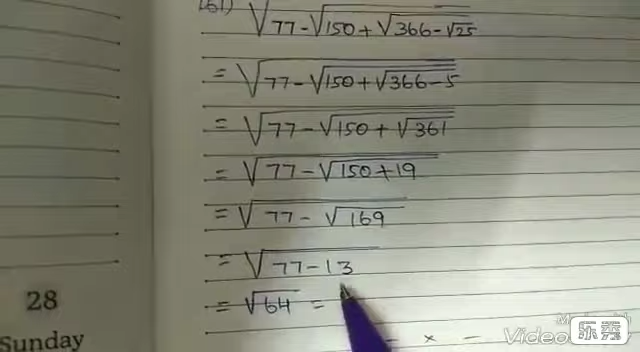 161) √77-√150+√366-√25
= √77-√150+√366-5
= √77-√150+√361
= √77-√150+19
= √77-√169
= √77-13
= √64 =
28
Sunday
× -
Video
乐秀